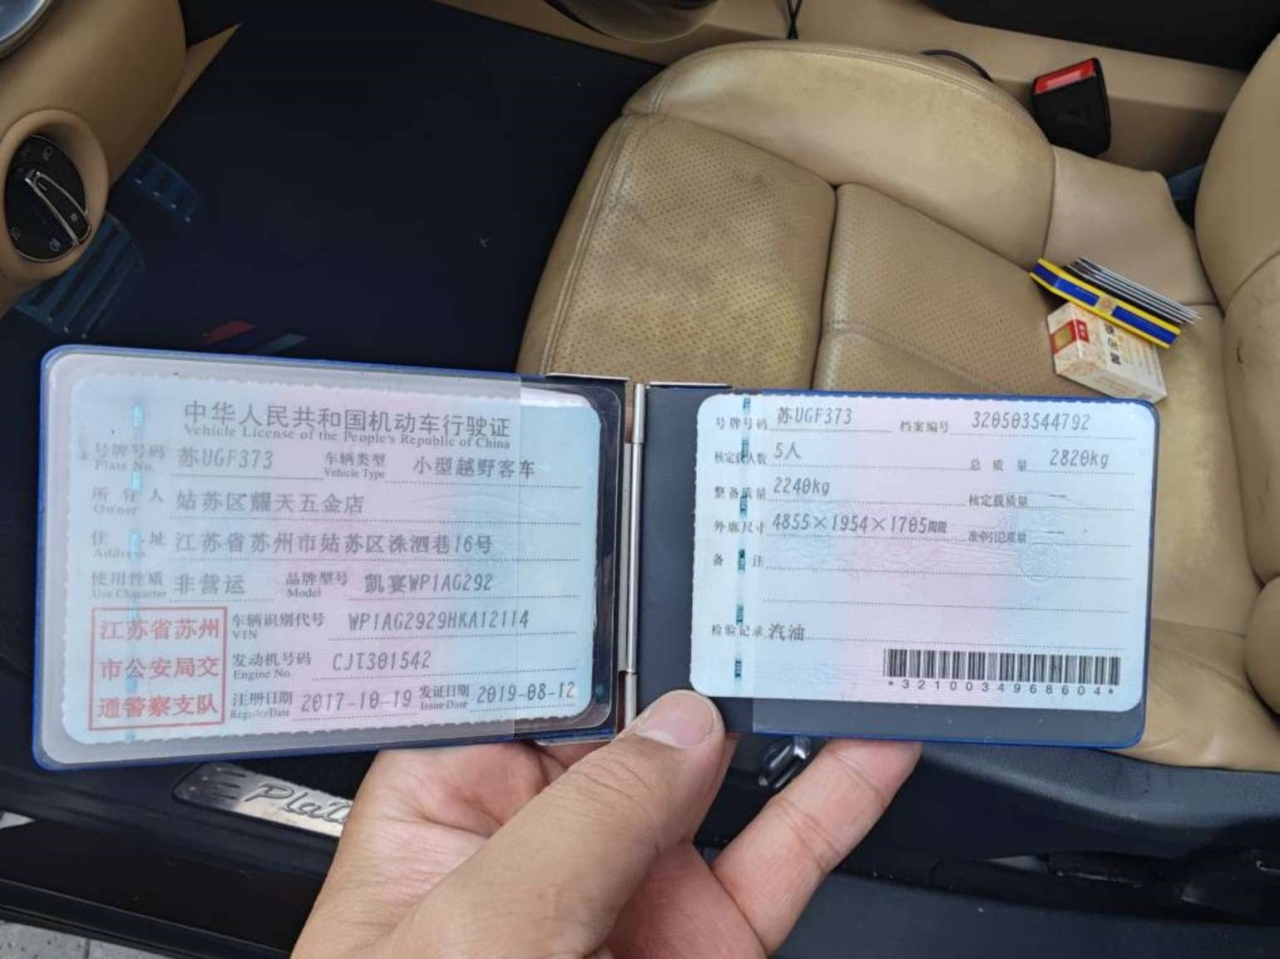 中华人民共和国机动车行驶证
Vehicle License of the People's Republic of China
号牌号码 苏UGF373 车辆类型 小型越野客车
Plate No. Vehicle Type
所有人 姑苏区耀天五金店
Owner
住址 江苏省苏州市姑苏区洙泗巷16号
Address
使用性质 非营运 品牌型号 凯宴WP1AG292
Use Character Model
江苏省苏州
市公安局交
通警察支队
车辆识别代号 WP1AG2929HKA12114
VIN
发动机号码 CJT301542
Engine No.
注册日期 2017-10-19 发证日期 2019-08-12
Register Date Issue Date
号牌号码 苏UGF373 档案编号 320503544792
核定载人数 5人 总质量 2820kg
整备质量 2240kg 核定载质量 --
外廓尺寸 4855×1954×1705mm 准牵引总质量 --
备注
检验记录 汽油
*3210034968604*